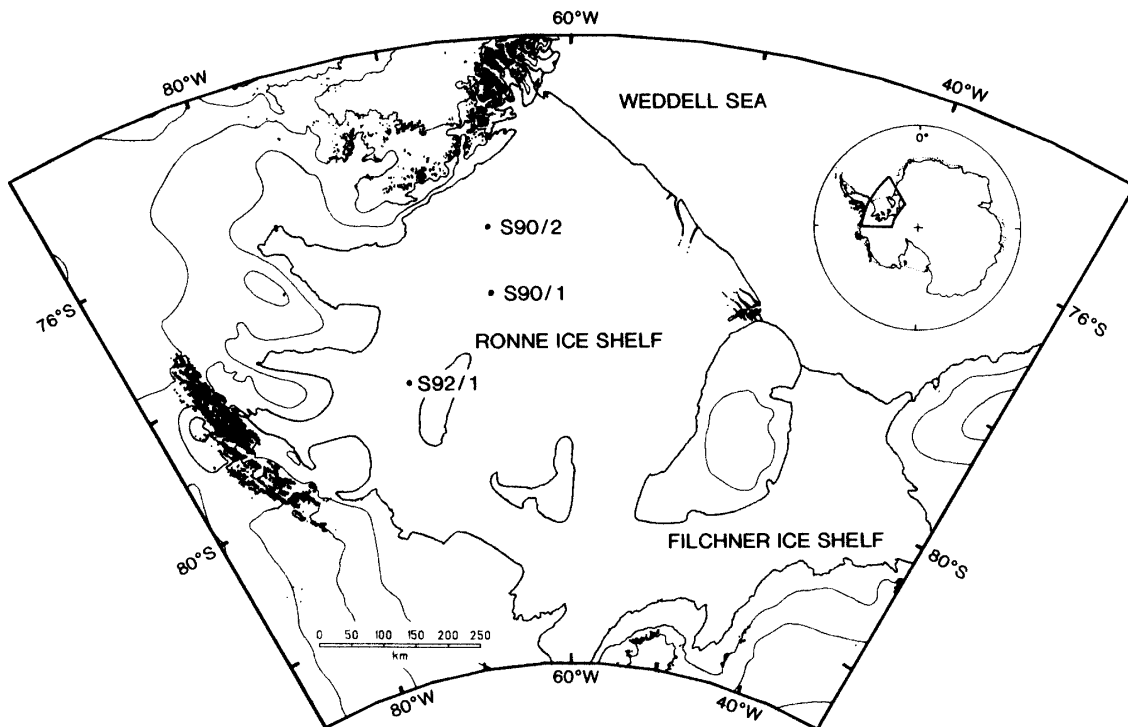 60°W
80°W
WEDDELL SEA
40°W
0°
S90/2
S90/1
76°S
76°S
RONNE ICE SHELF
S92/1
FILCHNER ICE SHELF
80°S
80°S
0 50 100 150 200 250
km
60°W
80°W
40°W